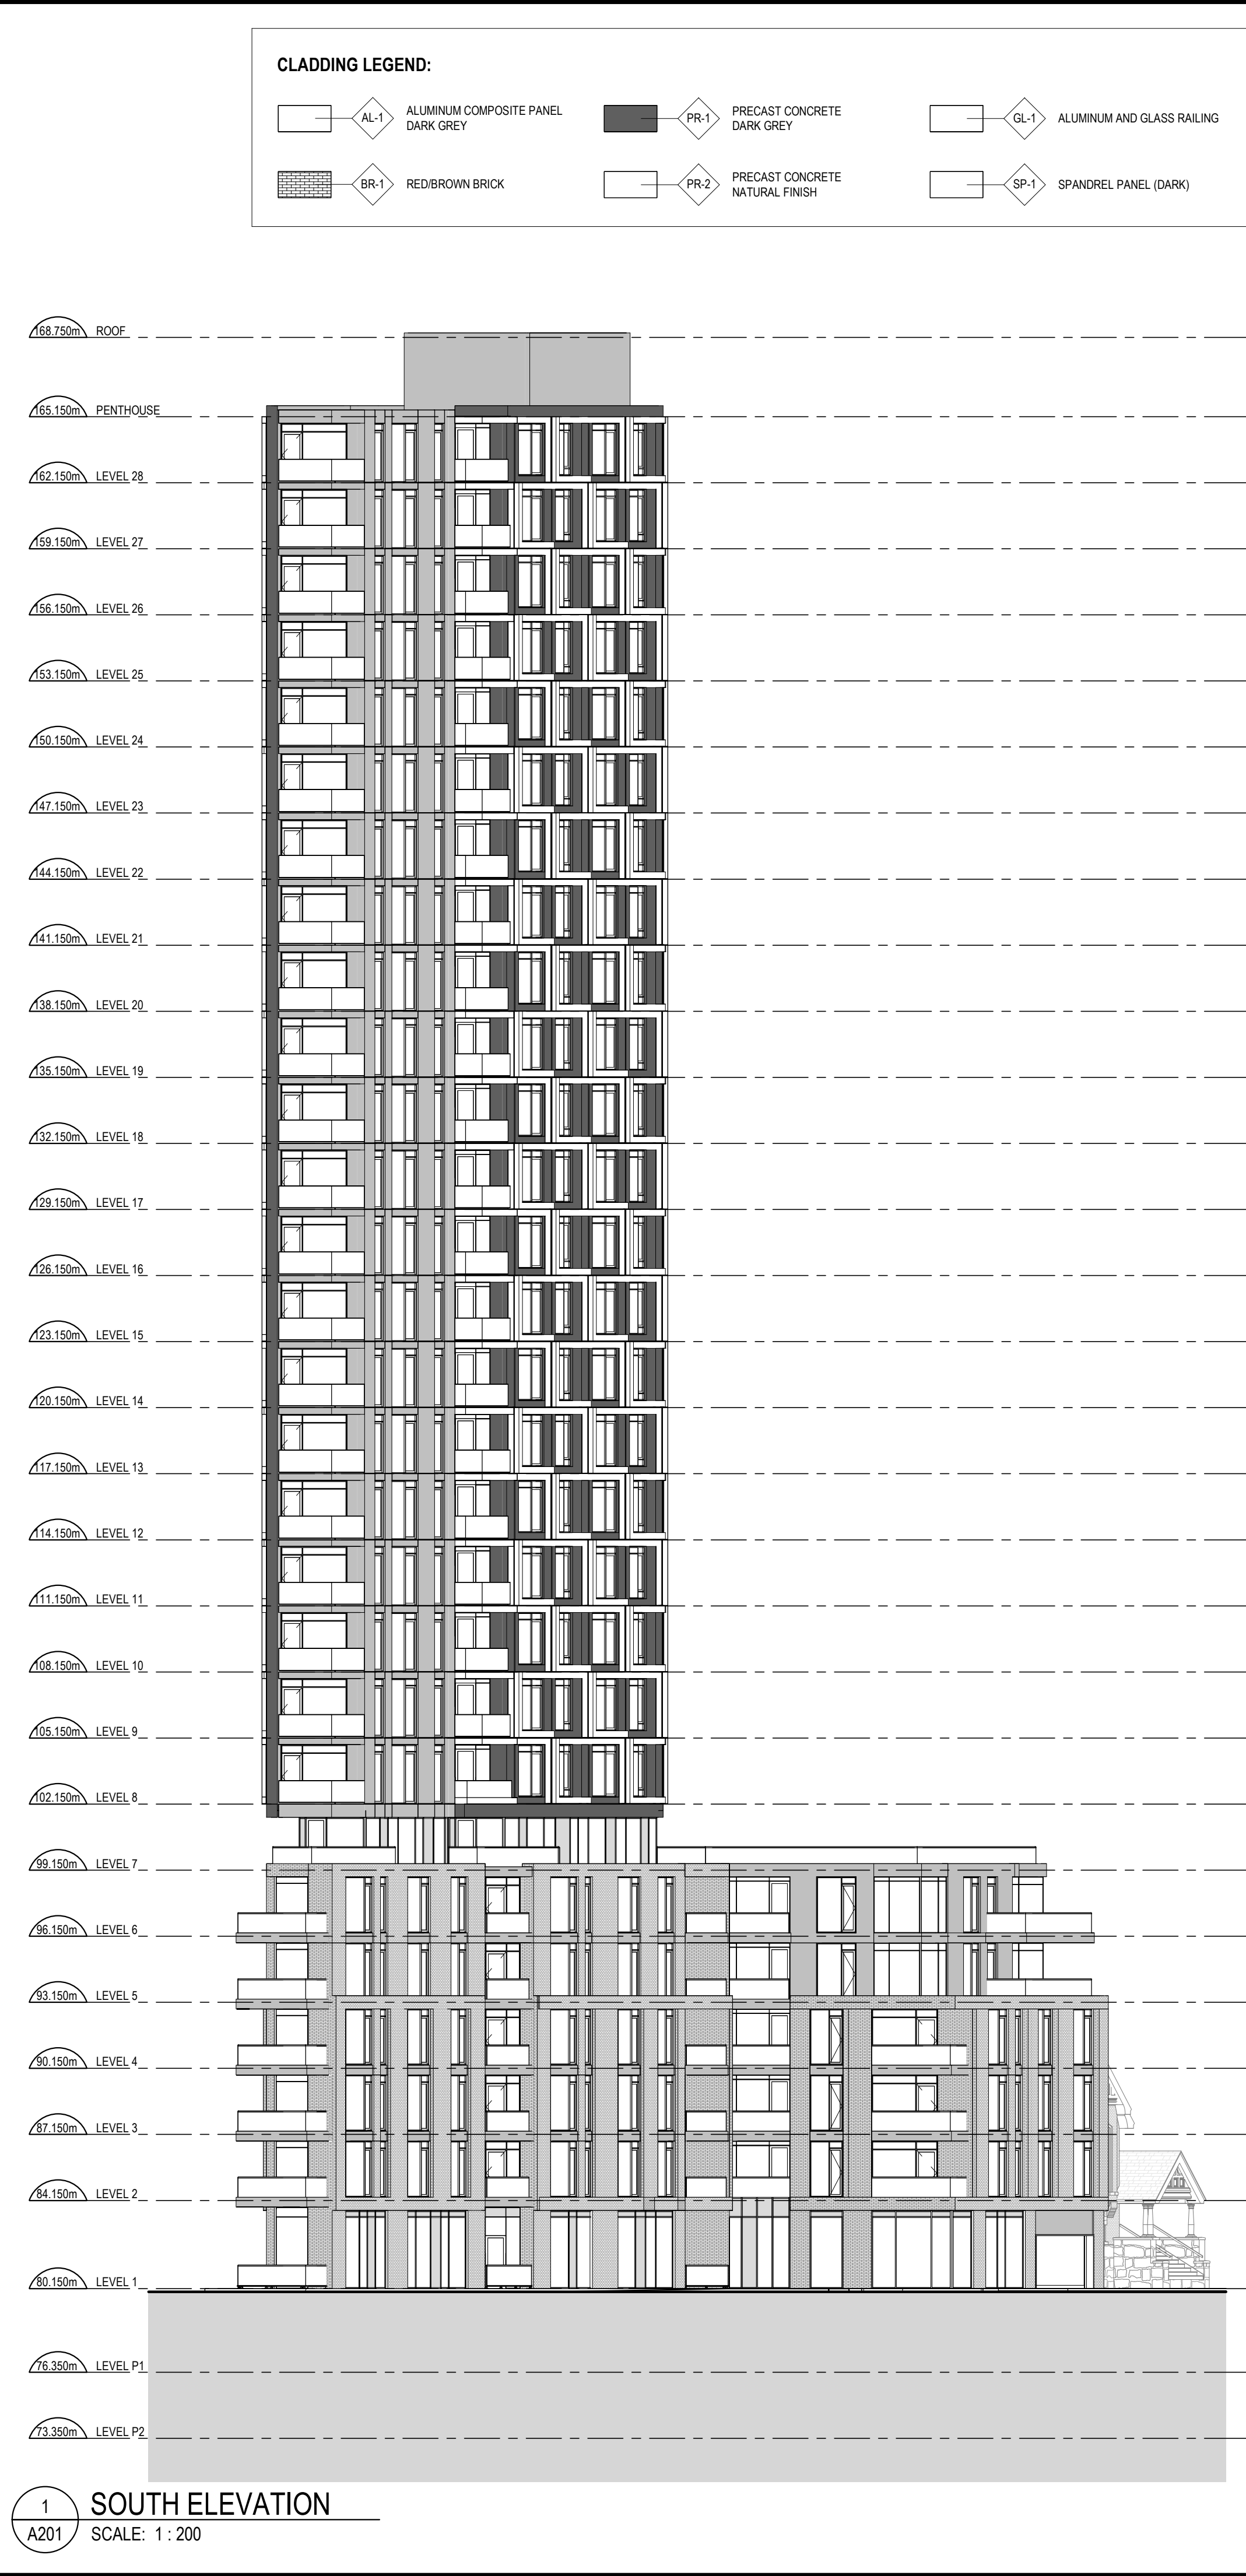 CLADDING LEGEND:
AL-1 ALUMINUM COMPOSITE PANEL
DARK GREY
PR-1 PRECAST CONCRETE
DARK GREY
GL-1 ALUMINUM AND GLASS RAILING
BR-1 RED/BROWN BRICK
PR-2 PRECAST CONCRETE
NATURAL FINISH
SP-1 SPANDREL PANEL (DARK)
168.750m ROOF
165.150m PENTHOUSE
162.150m LEVEL 28
159.150m LEVEL 27
156.150m LEVEL 26
153.150m LEVEL 25
150.150m LEVEL 24
147.150m LEVEL 23
144.150m LEVEL 22
141.150m LEVEL 21
138.150m LEVEL 20
135.150m LEVEL 19
132.150m LEVEL 18
129.150m LEVEL 17
126.150m LEVEL 16
123.150m LEVEL 15
120.150m LEVEL 14
117.150m LEVEL 13
114.150m LEVEL 12
111.150m LEVEL 11
108.150m LEVEL 10
105.150m LEVEL 9
102.150m LEVEL 8
99.150m LEVEL 7
96.150m LEVEL 6
93.150m LEVEL 5
90.150m LEVEL 4
87.150m LEVEL 3
84.150m LEVEL 2
80.150m LEVEL 1
76.350m LEVEL P1
73.350m LEVEL P2
1 SOUTH ELEVATION
A201 SCALE: 1 : 200